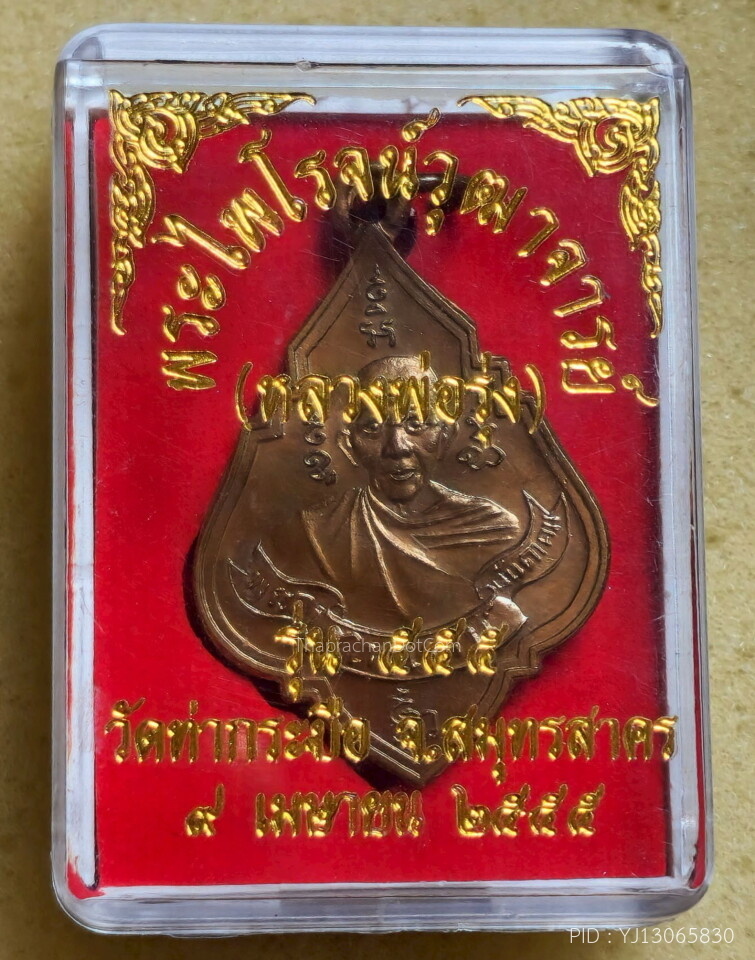 พระไพโรจน์วุฒาจารย์
(หลวงพ่อรุ่ง)
รุ่น ๕๕๕
ThaprachanDotCom
วัดท่ากระบือ จ.สมุทรสาคร
๙ เมษายน ๒๕๕๕
PID : YJ13065830